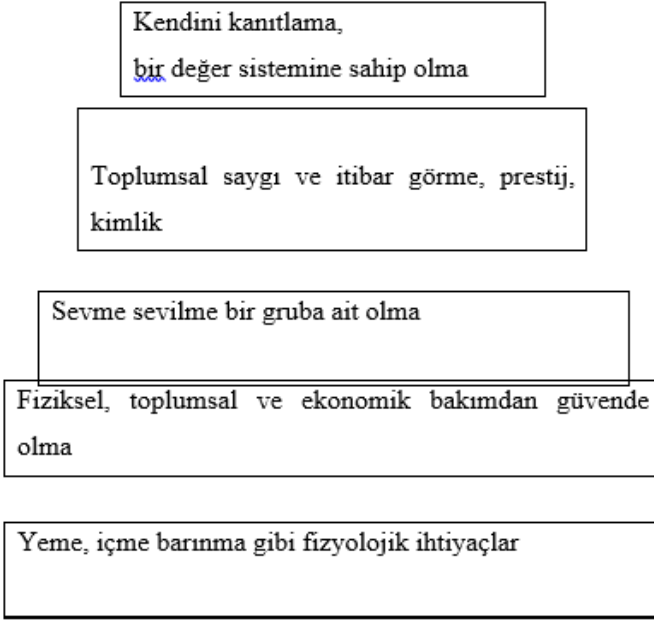 Kendini kanıtlama,
bir değer sistemine sahip olma
Toplumsal saygı ve itibar görme, prestij,
kimlik
Sevme sevilme bir gruba ait olma
Fiziksel, toplumsal ve ekonomik bakımdan güvende
olma
Yeme, içme barınma gibi fizyolojik ihtiyaçlar